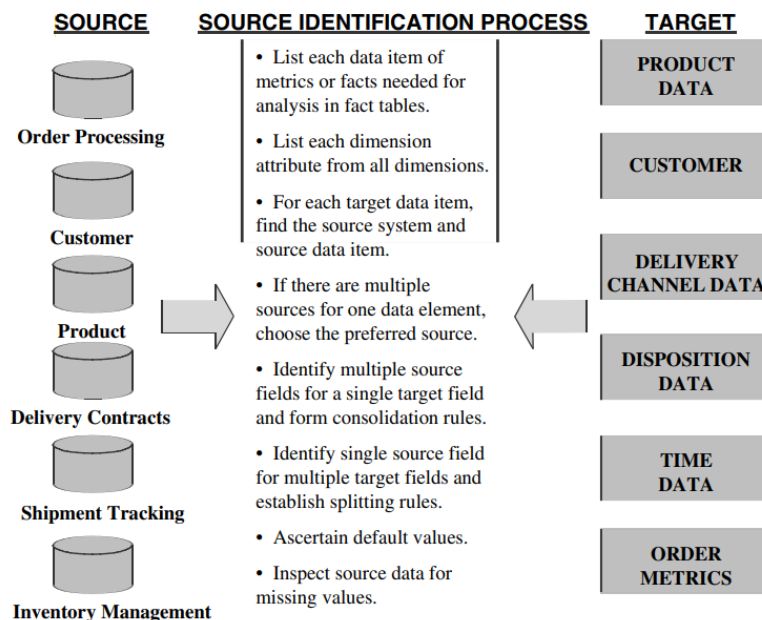 SOURCE
SOURCE IDENTIFICATION PROCESS
TARGET
Order Processing
Customer
Product
Delivery Contracts
Shipment Tracking
Inventory Management
• List each data item of
metrics or facts needed for
analysis in fact tables.
• List each dimension
attribute from all dimensions.
• For each target data item,
find the source system and
source data item.
• If there are multiple
sources for one data element,
choose the preferred source.
• Identify multiple source
fields for a single target field
and form consolidation rules.
• Identify single source field
for multiple target fields and
establish splitting rules.
• Ascertain default values.
• Inspect source data for
missing values.
PRODUCT
DATA
CUSTOMER
DELIVERY
CHANNEL DATA
DISPOSITION
DATA
TIME
DATA
ORDER
METRICS